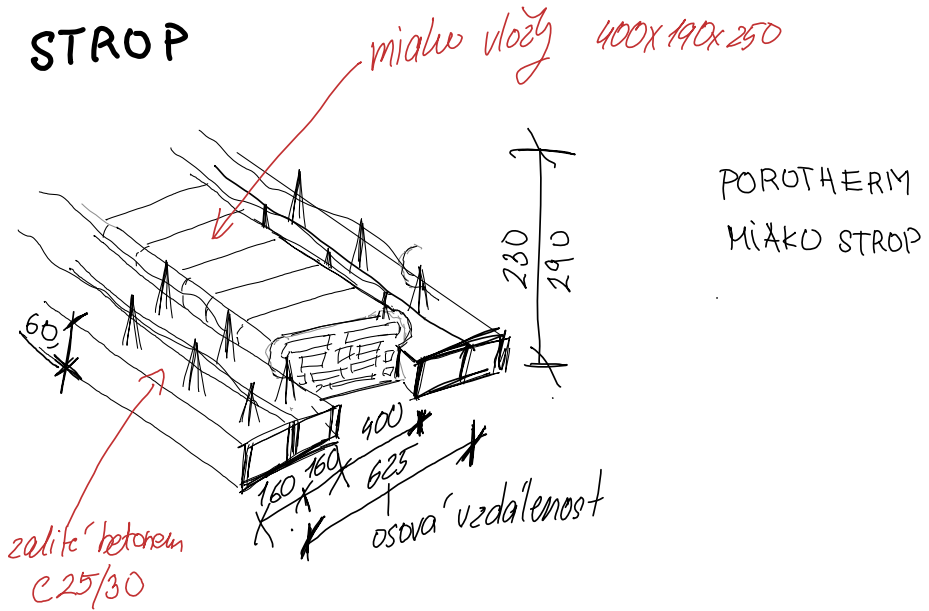 STROP
miako vložy 400x190x250
POROTHERM
MIAKO STROP
230
290
60
400
160 160
625
osová vzdálenost
zalité betonem
C25/30